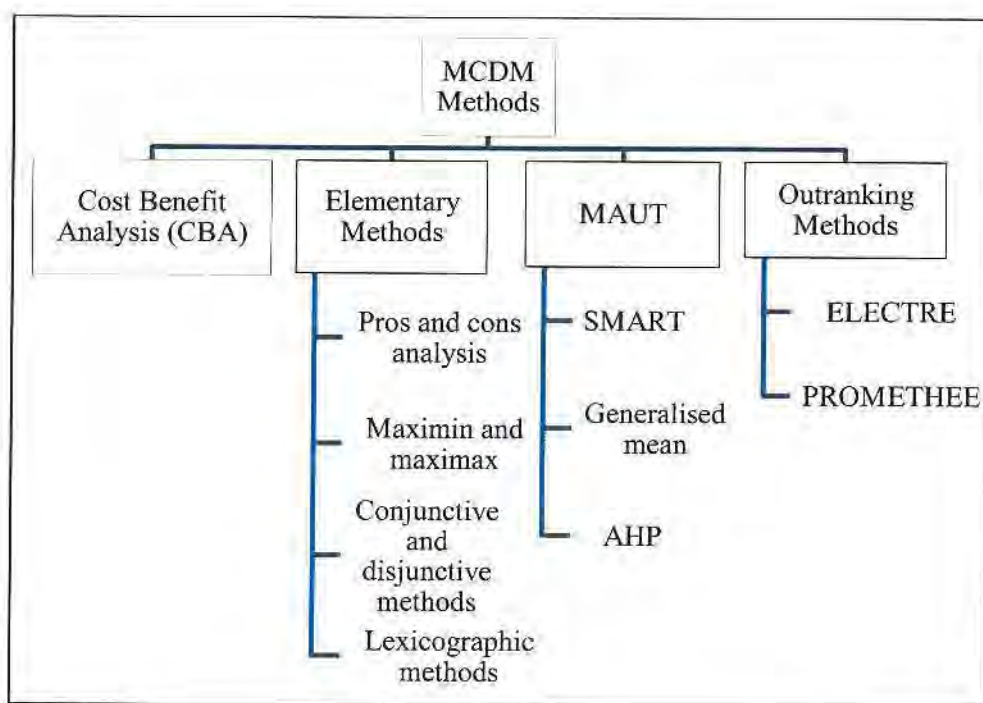 MCDM
Methods
Cost Benefit
Analysis (CBA)
Elementary
Methods
MAUT
Outranking
Methods
Pros and cons
analysis
Maximin and
maximax
Conjunctive
and
disjunctive
methods
Lexicographic
methods
SMART
Generalised
mean
AHP
ELECTRE
PROMETHEE